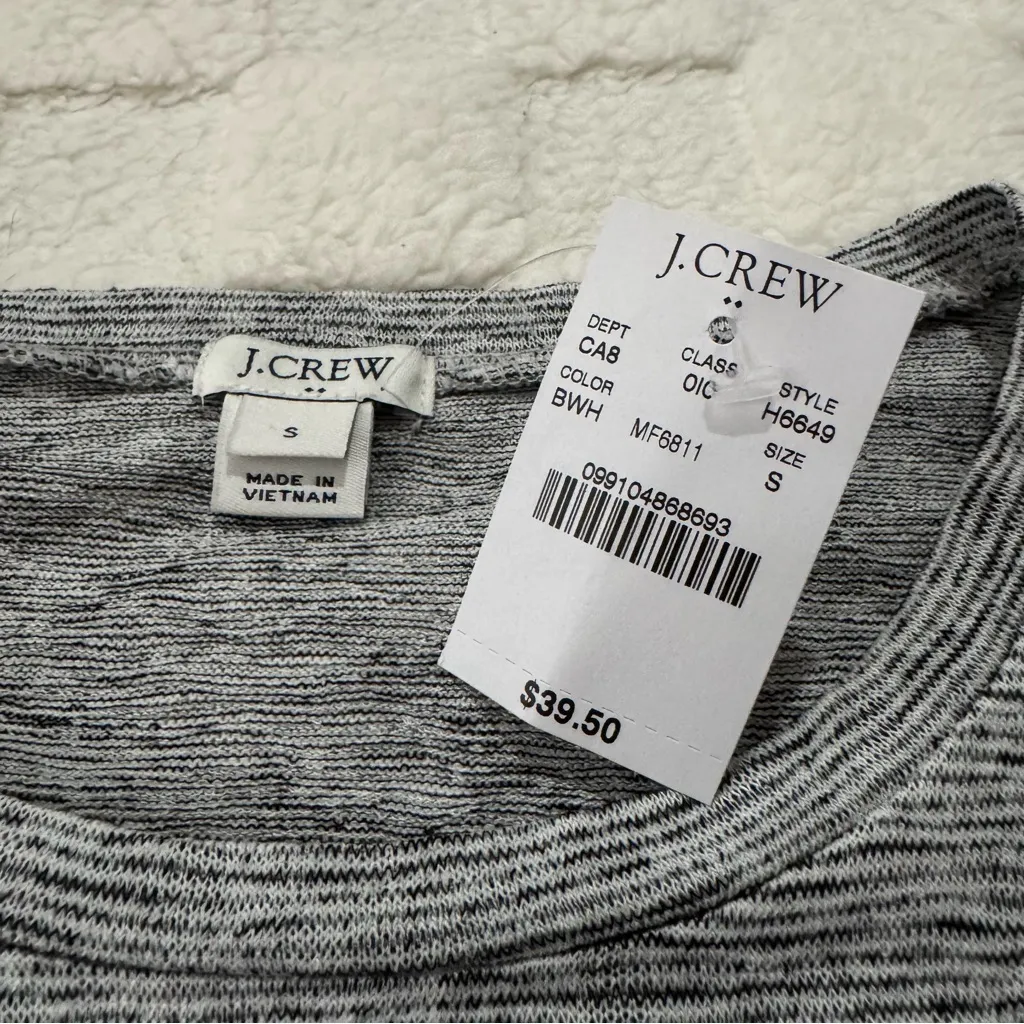 J.CREW
S
MADE IN
VIETNAM
J.CREW
DEPT CLASS STYLE
CA8 H6649
COLOR SIZE
BWH MF6811 S
099104868693
$39.50